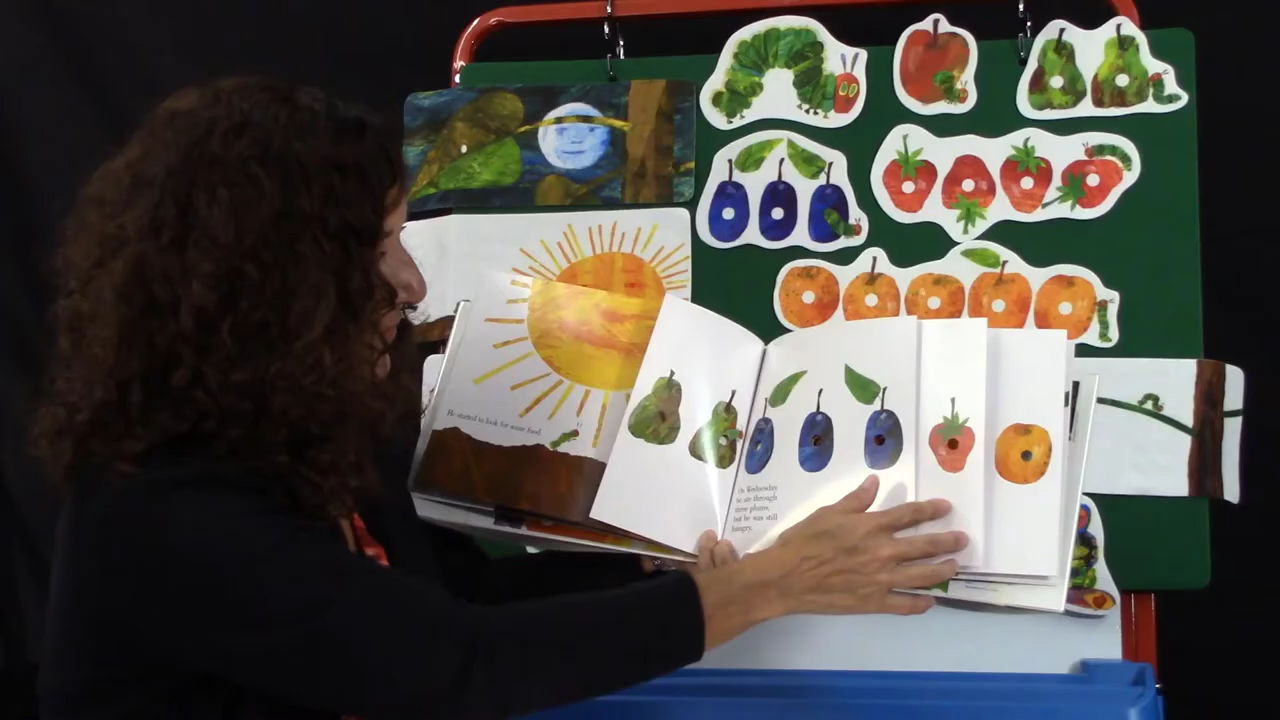 He started to look for some food.
On Wednesday
he ate through
three plums,
but he was still
hungry.